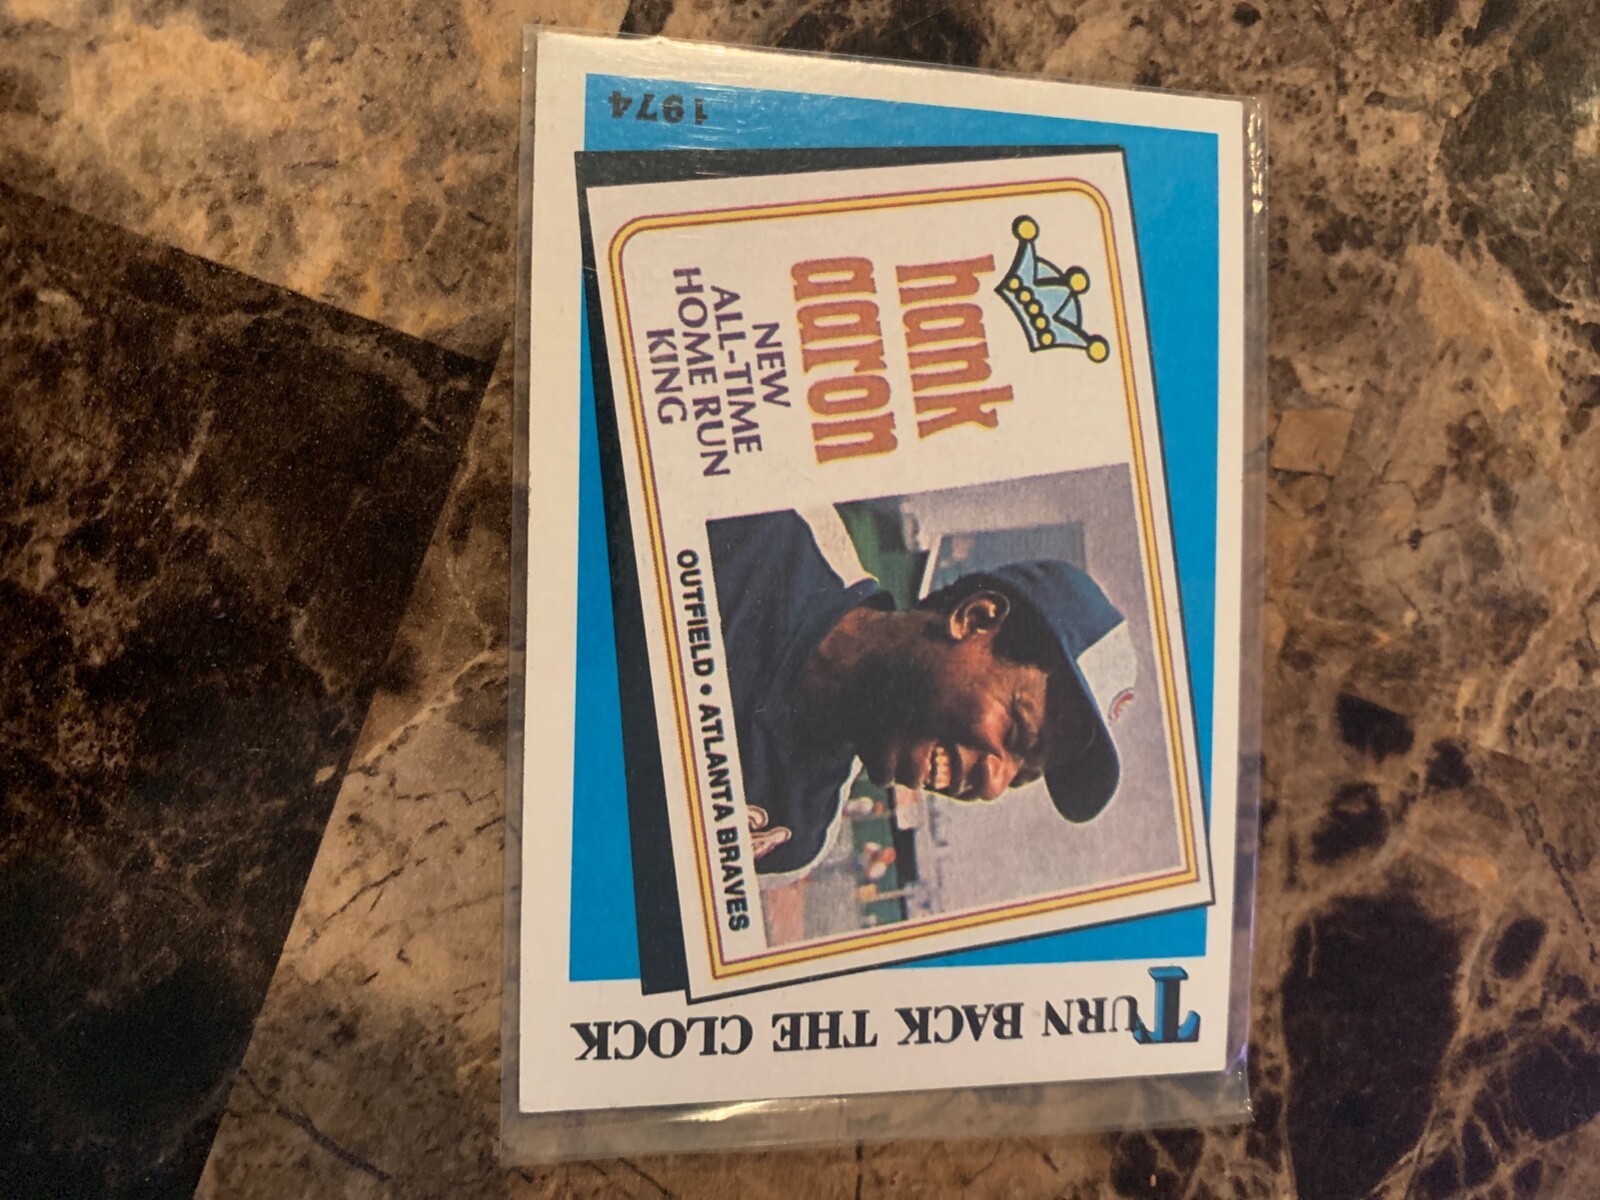 TURN BACK THE CLOCK
hank
aaron
NEW
ALL-TIME
HOME RUN
KING
OUTFIELD • ATLANTA BRAVES
1974